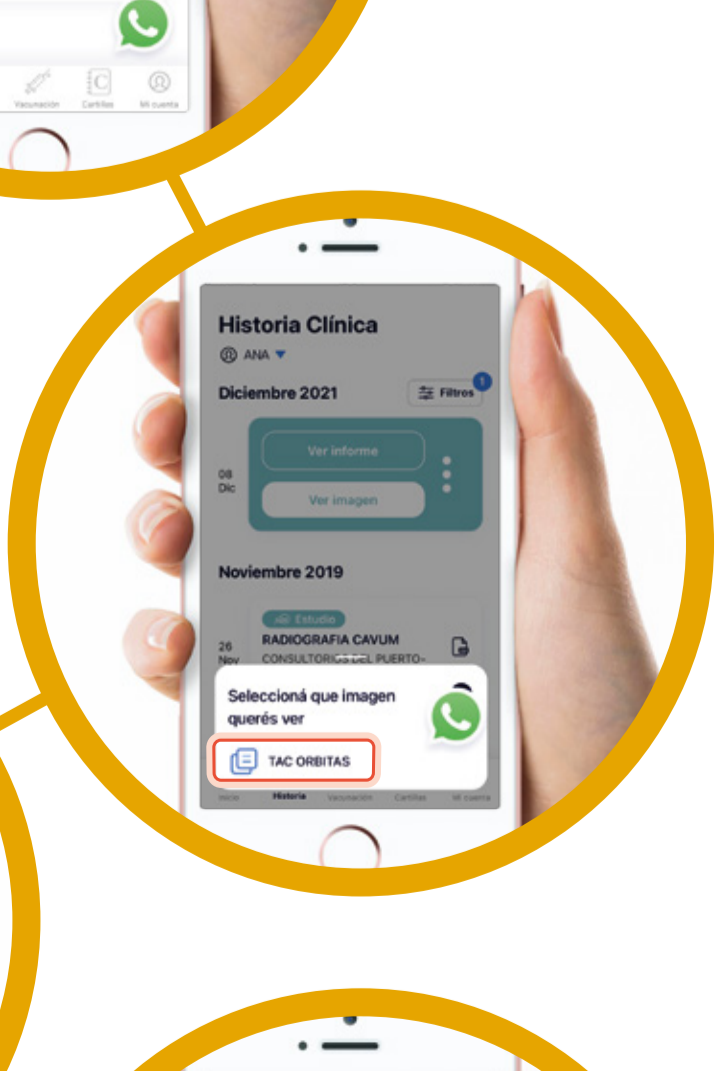 Vacunación Cartillas Mi cuenta
Historia Clínica
ANA
Diciembre 2021
Filtros
1
Ver informe
08
Dic
Ver imagen
Noviembre 2019
Estudio
26
Nov
RADIOGRAFIA CAVUM
CONSULTORIOS DEL PUERTO-
Seleccioná que imagen
querés ver
TAC ORBITAS
Inicio Historia Vacunación Cartillas Mi cuenta